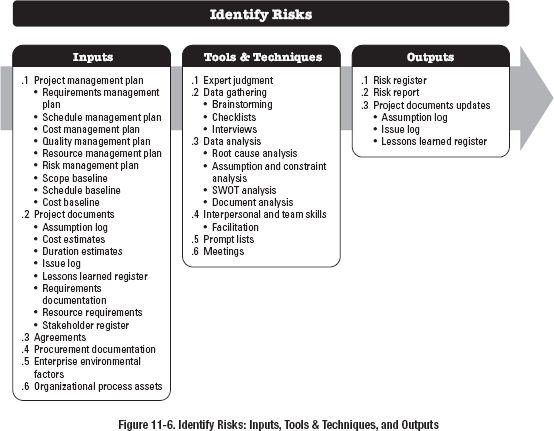 Identify Risks
Inputs
.1 Project management plan
• Requirements management
plan
• Schedule management plan
• Cost management plan
• Quality management plan
• Resource management plan
• Risk management plan
• Scope baseline
• Schedule baseline
• Cost baseline
.2 Project documents
• Assumption log
• Cost estimates
• Duration estimates
• Issue log
• Lessons learned register
• Requirements
documentation
• Resource requirements
• Stakeholder register
.3 Agreements
.4 Procurement documentation
.5 Enterprise environmental
factors
.6 Organizational process assets
Tools & Techniques
.1 Expert judgment
.2 Data gathering
• Brainstorming
• Checklists
• Interviews
.3 Data analysis
• Root cause analysis
• Assumption and constraint
analysis
• SWOT analysis
• Document analysis
.4 Interpersonal and team skills
• Facilitation
.5 Prompt lists
.6 Meetings
Outputs
.1 Risk register
.2 Risk report
.3 Project documents updates
• Assumption log
• Issue log
• Lessons learned register
Figure 11-6. Identify Risks: Inputs, Tools & Techniques, and Outputs